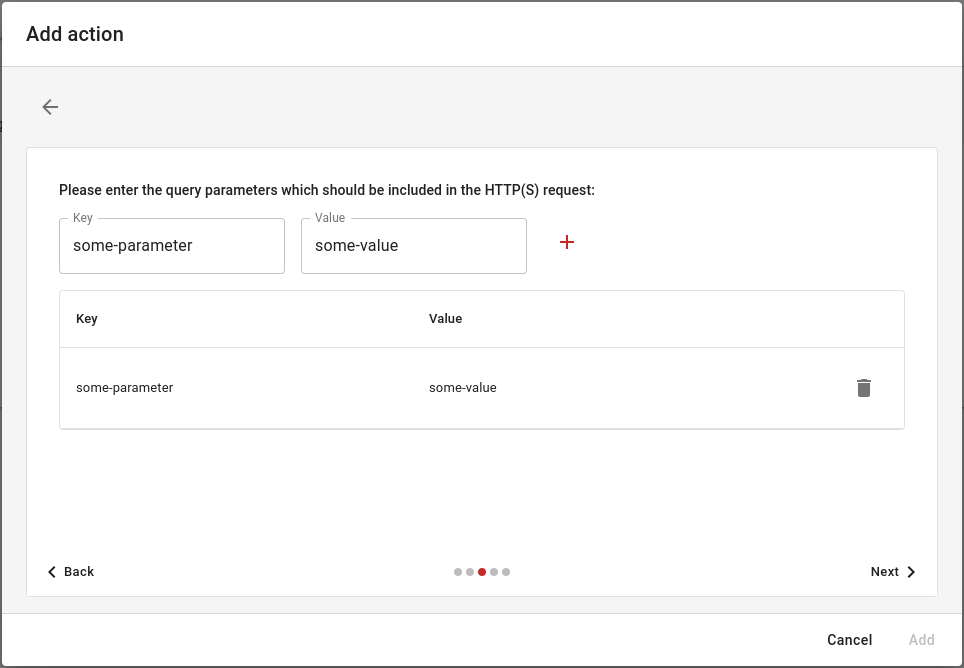 Add action
Please enter the query parameters which should be included in the HTTP(S) request:
Key Value
some-parameter some-value
Key Value
some-parameter some-value
Back Next
Cancel Add